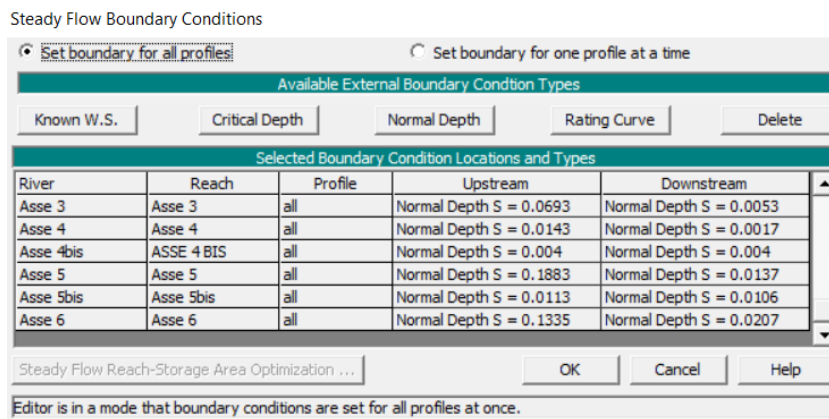 Steady Flow Boundary Conditions
Set boundary for all profiles Set boundary for one profile at a time
Available External Boundary Condtion Types
Known W.S. Critical Depth Normal Depth Rating Curve Delete
Selected Boundary Condition Locations and Types
River Reach Profile Upstream Downstream
Asse 3 Asse 3 all Normal Depth S = 0.0693 Normal Depth S = 0.0053
Asse 4 Asse 4 all Normal Depth S = 0.0143 Normal Depth S = 0.0017
Asse 4bis ASSE 4 BIS all Normal Depth S = 0.004 Normal Depth S = 0.004
Asse 5 Asse 5 all Normal Depth S = 0.1883 Normal Depth S = 0.0137
Asse 5bis Asse 5bis all Normal Depth S = 0.0113 Normal Depth S = 0.0106
Asse 6 Asse 6 all Normal Depth S = 0.1335 Normal Depth S = 0.0207
Steady Flow Reach-Storage Area Optimization ... OK Cancel Help
Editor is in a mode that boundary conditions are set for all profiles at once.